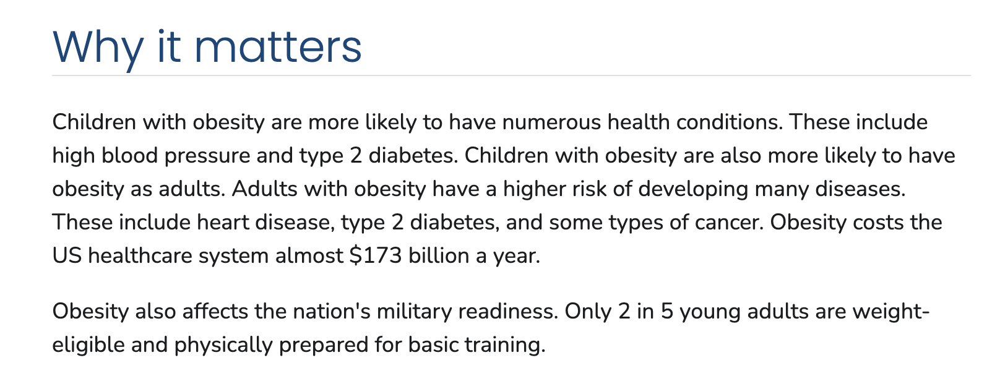 Why it matters
Children with obesity are more likely to have numerous health conditions. These include
high blood pressure and type 2 diabetes. Children with obesity are also more likely to have
obesity as adults. Adults with obesity have a higher risk of developing many diseases.
These include heart disease, type 2 diabetes, and some types of cancer. Obesity costs the
US healthcare system almost $173 billion a year.
Obesity also affects the nation's military readiness. Only 2 in 5 young adults are weight-
eligible and physically prepared for basic training.